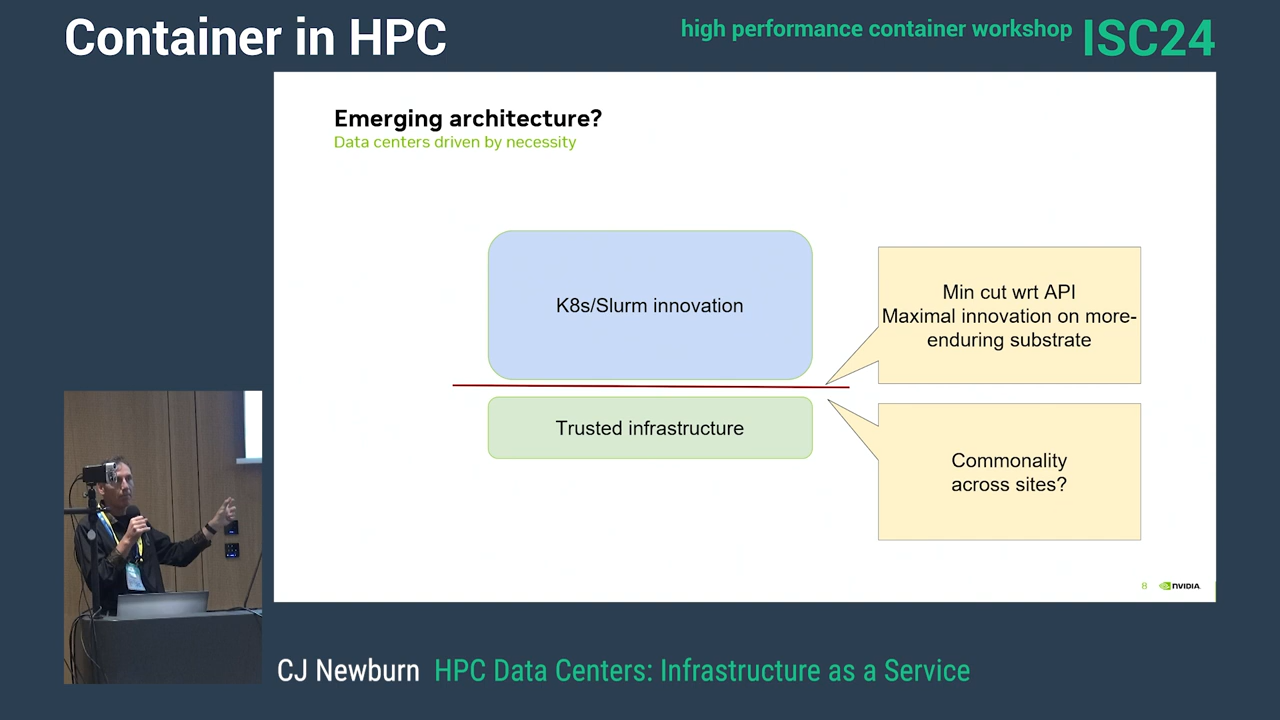 Container in HPC
high performance container workshop ISC24
Emerging architecture?
Data centers driven by necessity
K8s/Slurm innovation
Min cut wrt API
Maximal innovation on more-
enduring substrate
Trusted infrastructure
Commonality
across sites?
8 NVIDIA
CJ Newburn HPC Data Centers: Infrastructure as a Service